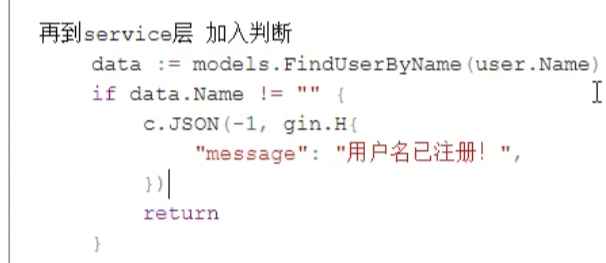 再到service层 加入判断
data := models.FindUserByName(user.Name)
if data.Name != "" {
c.JSON(-1, gin.H{
"message": "用户名已注册！",
})
return
}